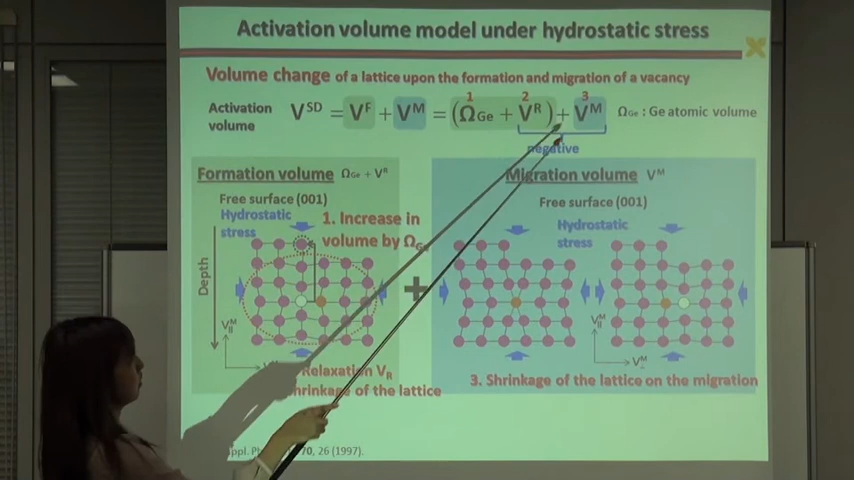 Activation volume model under hydrostatic stress
Volume change of a lattice upon the formation and migration of a vacancy
Activation volume
1 2 3
V^SD = V^F + V^M = (Ω_Ge + V^R) + V^M
Ω_Ge : Ge atomic volume
negative
Formation volume Ω_Ge + V^R
Free surface (001)
Hydrostatic stress
1. Increase in
volume by Ω
Depth
V_∥^M
Relaxation V_R
of the lattice
70, 26 (1997).
+
Migration volume V^M
Free surface (001)
Hydrostatic stress
V_∥^M
V_⊥^M
3. Shrinkage of the lattice on the migration